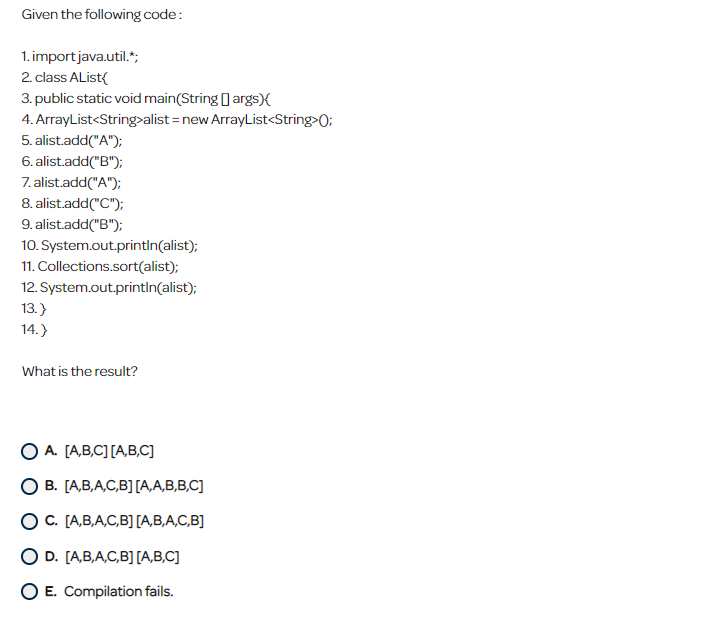 Given the following code :
1. import java.util.*;
2. class AList{
3. public static void main(String [] args){
4. ArrayList<String>alist = new ArrayList<String>();
5. alist.add("A");
6. alist.add("B");
7. alist.add("A");
8. alist.add("C");
9. alist.add("B");
10. System.out.println(alist);
11. Collections.sort(alist);
12. System.out.println(alist);
13. }
14. }
What is the result?
A. [A,B,C] [A,B,C]
B. [A,B,A,C,B] [A,A,B,B,C]
C. [A,B,A,C,B] [A,B,A,C,B]
D. [A,B,A,C,B] [A,B,C]
E. Compilation fails.